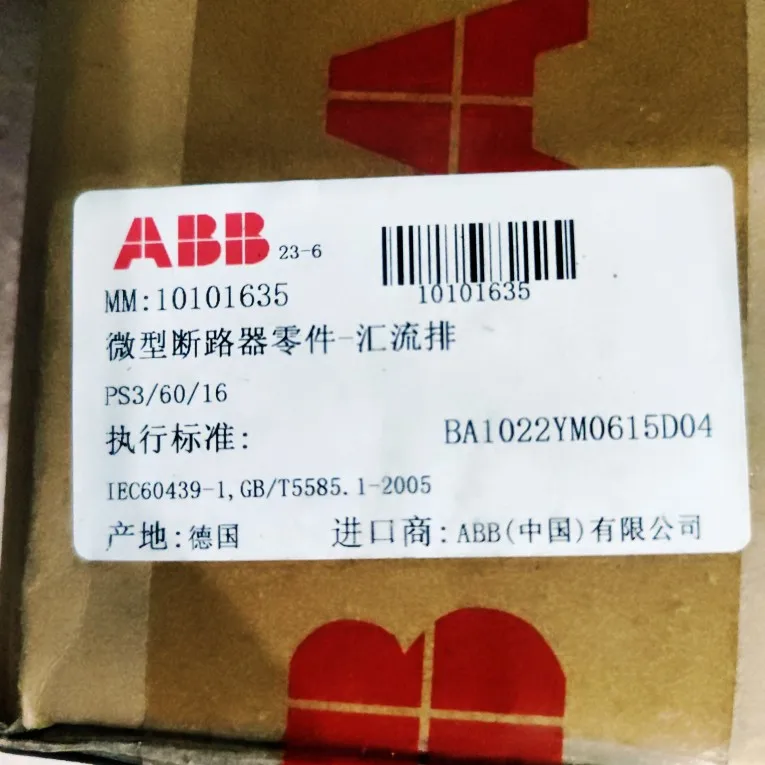 ABB 23-6
10101635
MM:10101635
微型断路器零件-汇流排
PS3/60/16
执行标准:
BA1022YM0615D04
IEC60439-1,GB/T5585.1-2005
产地:德国 进口商:ABB(中国)有限公司